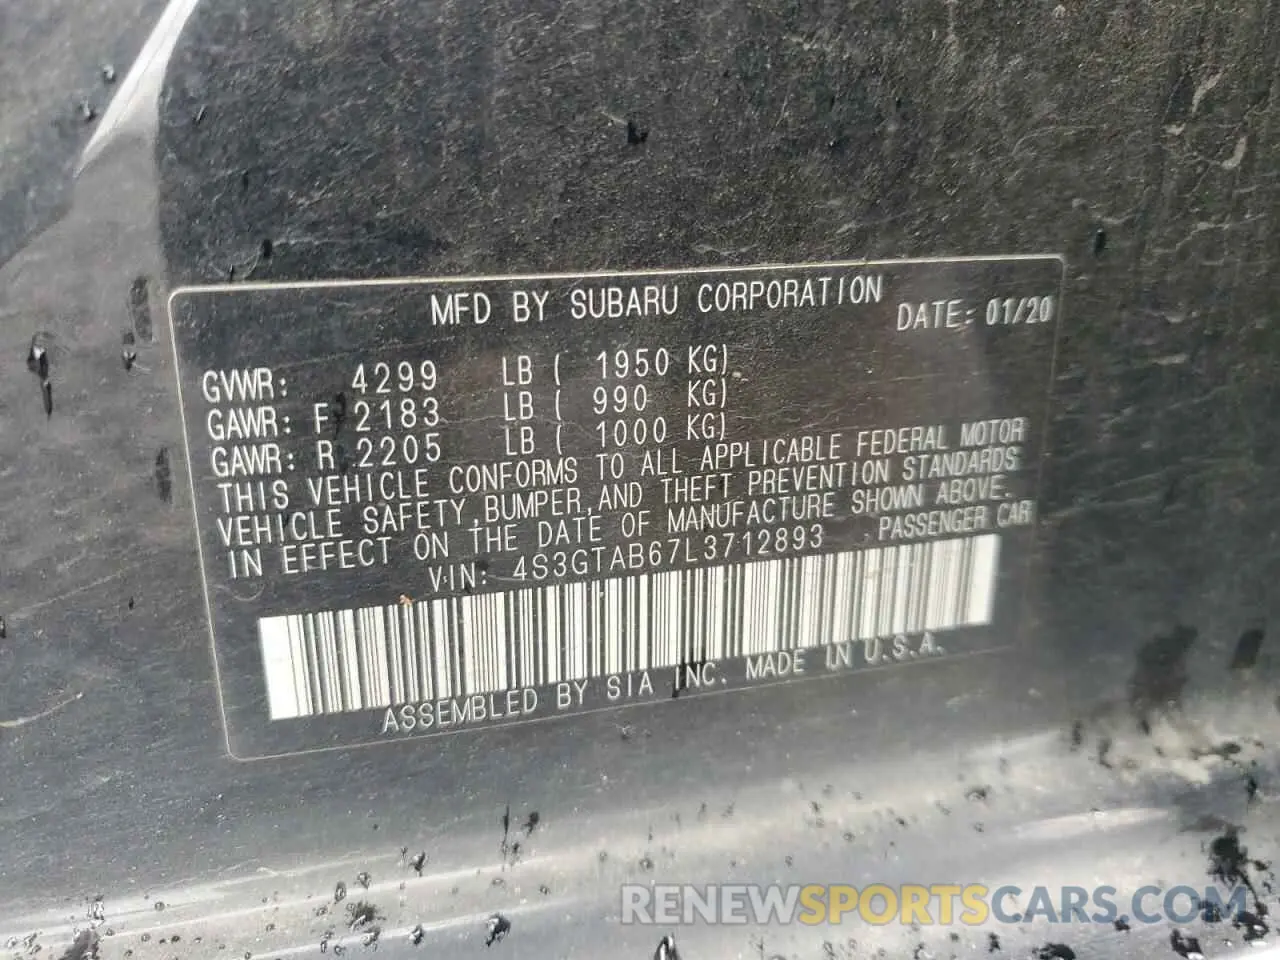 MFD BY SUBARU CORPORATION
DATE: 01/20
GVWR: 4299 LB ( 1950 KG)
GAWR: F 2183 LB ( 990 KG)
GAWR: R 2205 LB ( 1000 KG)
THIS VEHICLE CONFORMS TO ALL APPLICABLE FEDERAL MOTOR
VEHICLE SAFETY,BUMPER,AND THEFT PREVENTION STANDARDS
IN EFFECT ON THE DATE OF MANUFACTURE SHOWN ABOVE.
VIN: 4S3GTAB67L3712893 PASSENGER CAR
ASSEMBLED BY SIA INC. MADE IN U.S.A.
RENEWSPORTSCARS.COM